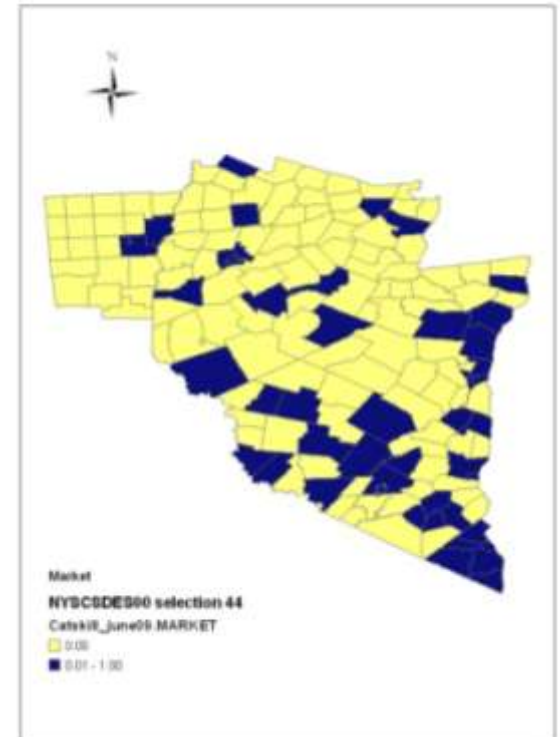 N
Market
NYSCSDES00 selection 44
Catskill_june09.MARKET
0.00
0.01 - 1.00